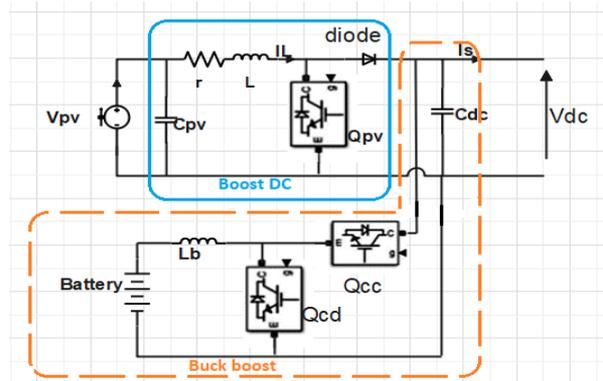 diode
IL
Is
r
L
Vpv
Cpv
C
g
E
Qpv
Cdc
Vdc
Boost DC
Lb
E
C
g
Battery
C
g
E
Qcc
Qcd
Buck boost